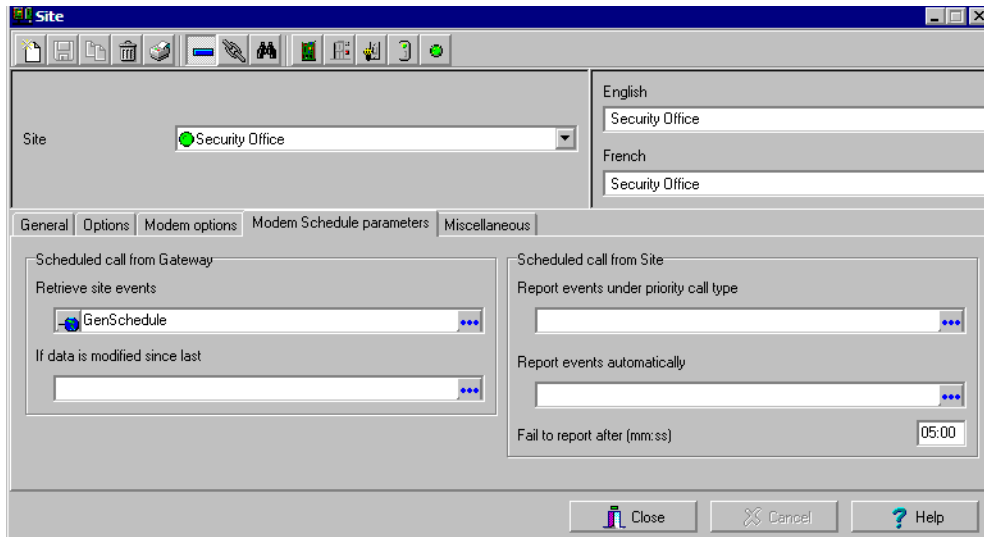 Site
English
Security Office
Site
Security Office
French
Security Office
General
Options
Modem options
Modem Schedule parameters
Miscellaneous
Scheduled call from Gateway
Retrieve site events
GenSchedule
If data is modified since last
Scheduled call from Site
Report events under priority call type
Report events automatically
Fail to report after (mm:ss)
05:00
Close
Cancel
Help